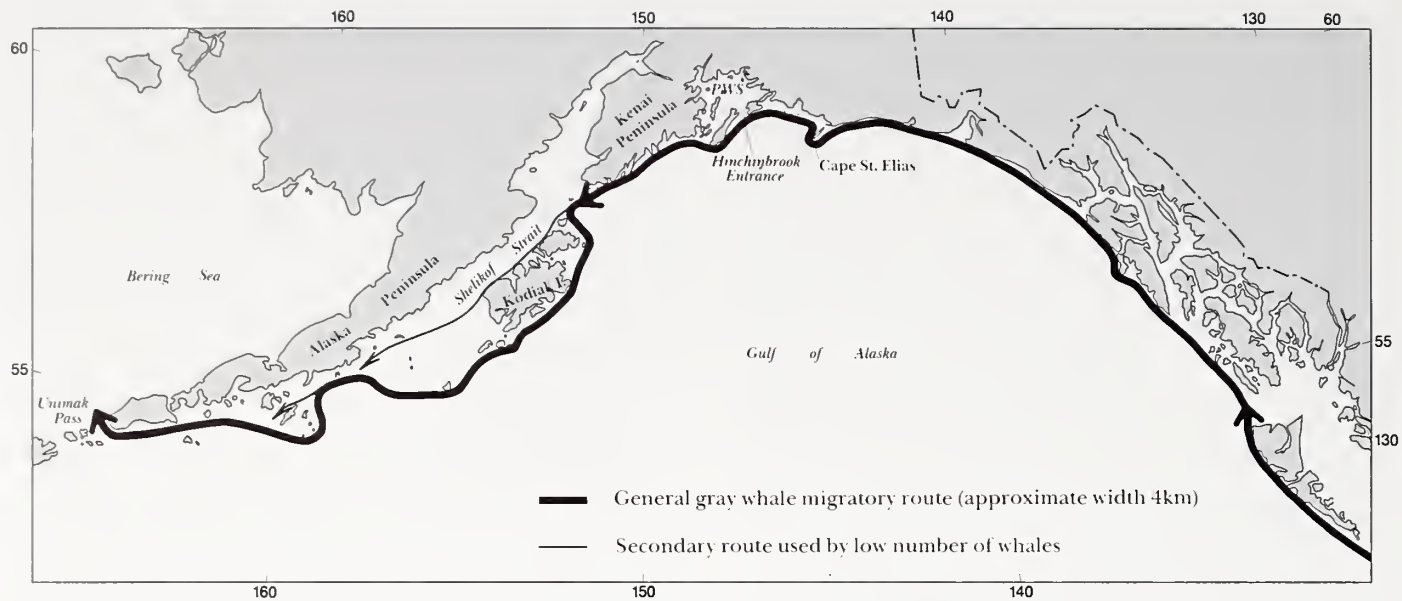 160
150
140
130
60
60
PWS
Kenai
Peninsula
Hinchinbrook
Entrance
Cape St. Elias
Shelikof Strait
Bering Sea
Peninsula
Kodiak I.
Alaska
Gulf of Alaska
55
55
Unimak
Pass
130
General gray whale migratory route (approximate width 4km)
Secondary route used by low number of whales
160
150
140